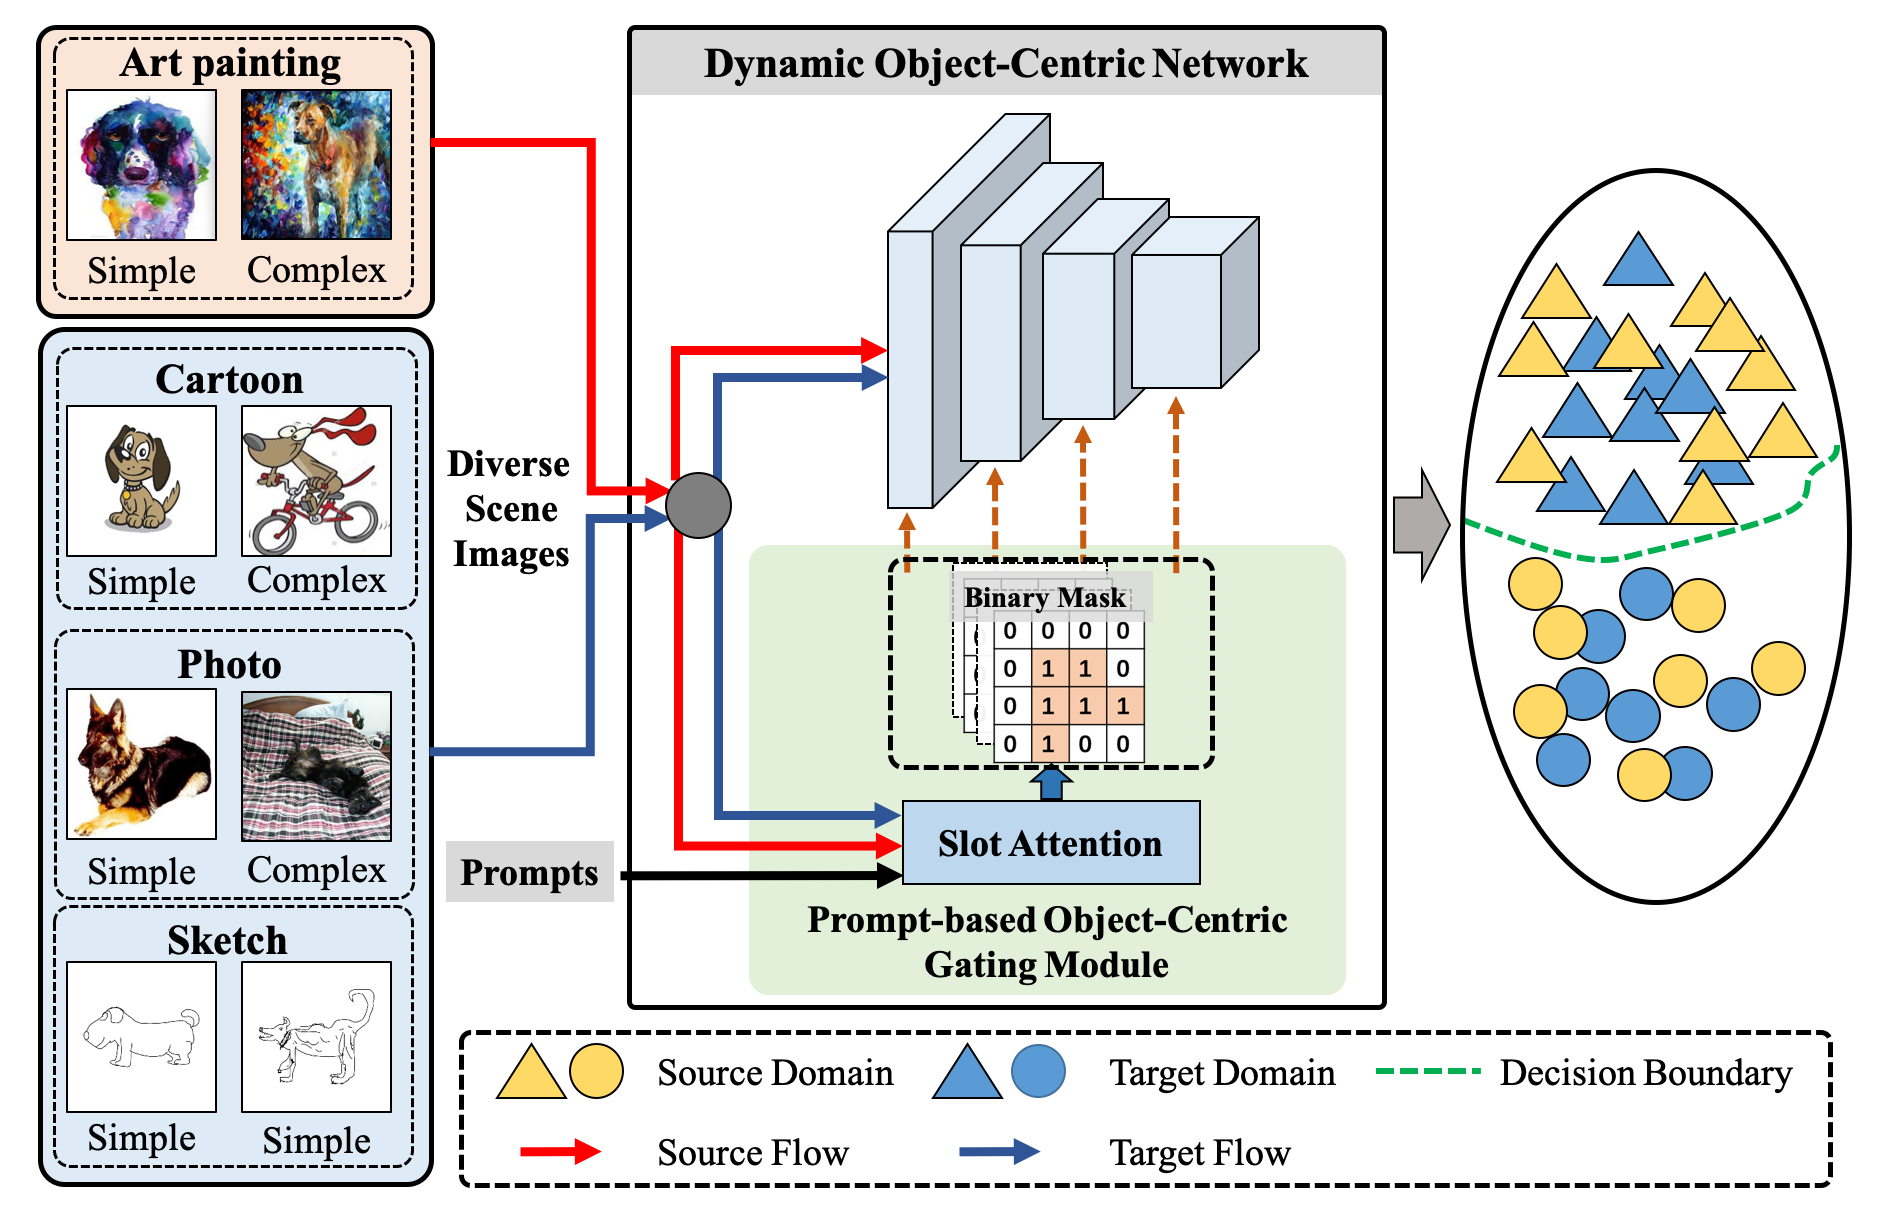 Art painting
Simple
Complex
Cartoon
Simple
Complex
Photo
Simple
Complex
Sketch
Simple
Simple
Diverse
Scene
Images
Prompts
Dynamic Object-Centric Network
Binary Mask
0 0 0 0
0 1 1 0
0 1 1 1
0 1 0 0
Slot Attention
Prompt-based Object-Centric
Gating Module
Source Domain
Target Domain
Decision Boundary
Source Flow
Target Flow